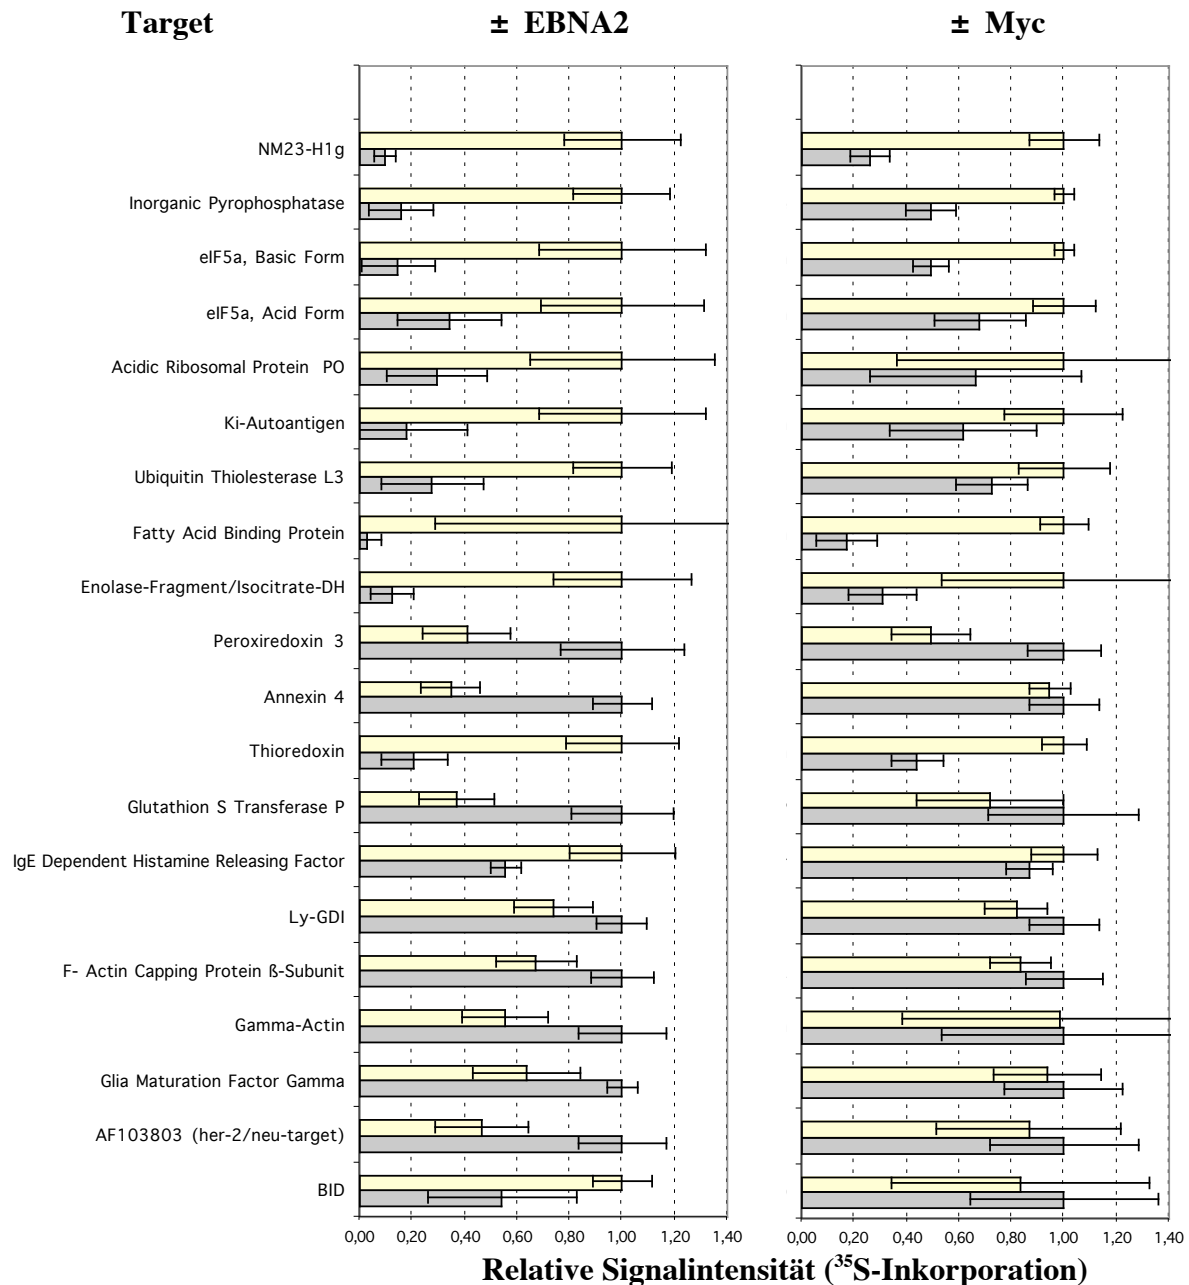 Target ± EBNA2 ± Myc
NM23-H1g
Inorganic Pyrophosphatase
eIF5a, Basic Form
eIF5a, Acid Form
Acidic Ribosomal Protein PO
Ki-Autoantigen
Ubiquitin Thiolesterase L3
Fatty Acid Binding Protein
Enolase-Fragment/Isocitrate-DH
Peroxiredoxin 3
Annexin 4
Thioredoxin
Glutathion S Transferase P
IgE Dependent Histamine Releasing Factor
Ly-GDI
F- Actin Capping Protein ß-Subunit
Gamma-Actin
Glia Maturation Factor Gamma
AF103803 (her-2/neu-target)
BID
0,00 0,20 0,40 0,60 0,80 1,00 1,20 1,40 0,00 0,20 0,40 0,60 0,80 1,00 1,20 1,40
Relative Signalintensität (³⁵S-Inkorporation)